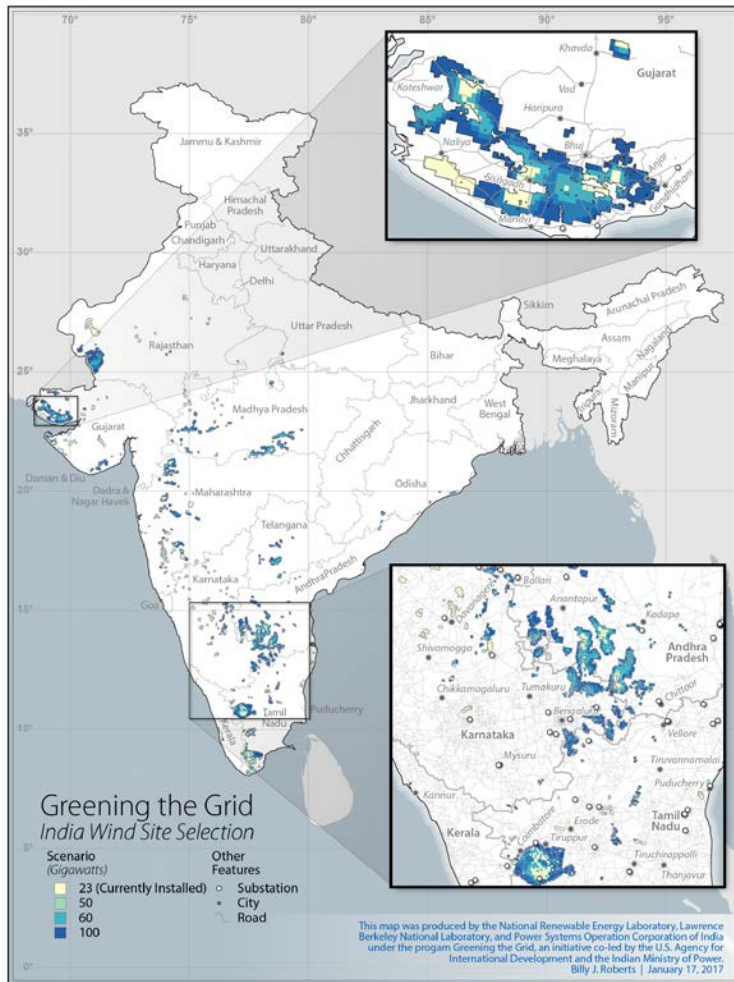 70°
75°
80°
85°
90°
95°
35°
30°
25°
20°
15°
10°
5°
0°
Khavda
Gujarat
Koteshwar
Vad
Haripura
Naliya
Bhuj
Anjar
Sisagadh
Gandhidham
Mandvi
Jammu & Kashmir
Himachal
Pradesh
Punjab
Chandigarh
Uttarakhand
Haryana
Delhi
Sikkim
Arunachal Pradesh
Rajasthan
Uttar Pradesh
Assam
Nagaland
Bihar
Meghalaya
Manipur
Tripura
Mizoram
Gujarat
Madhya Pradesh
Jharkhand
West
Bengal
Chhattisgarh
Daman & Diu
Dadra &
Nagar Haveli
Maharashtra
Odisha
Telangana
Andhra Pradesh
Karnataka
Goa
Puducherry
Tamil
Nadu
Kerala
Ballari
Davanagere
Anantapur
Kadapa
Shivamogga
Andhra
Pradesh
Chikkamagaluru
Tumakuru
Chittoor
Bengaluru
Karnataka
Vellore
Mysuru
Tiruvannamalai
Kannur
Puducherry
Coimbatore
Erode
Tamil
Nadu
Kerala
Tiruppur
Tiruchirappalli
Thanjavur
Greening the Grid
India Wind Site Selection
Scenario
(Gigawatts)
23 (Currently Installed)
50
60
100
Other
Features
Substation
City
Road
This map was produced by the National Renewable Energy Laboratory, Lawrence
Berkeley National Laboratory, and Power Systems Operation Corporation of India
under the progam Greening the Grid, an initiative co-led by the U.S. Agency for
International Development and the Indian Ministry of Power.
Billy J. Roberts | January 17, 2017